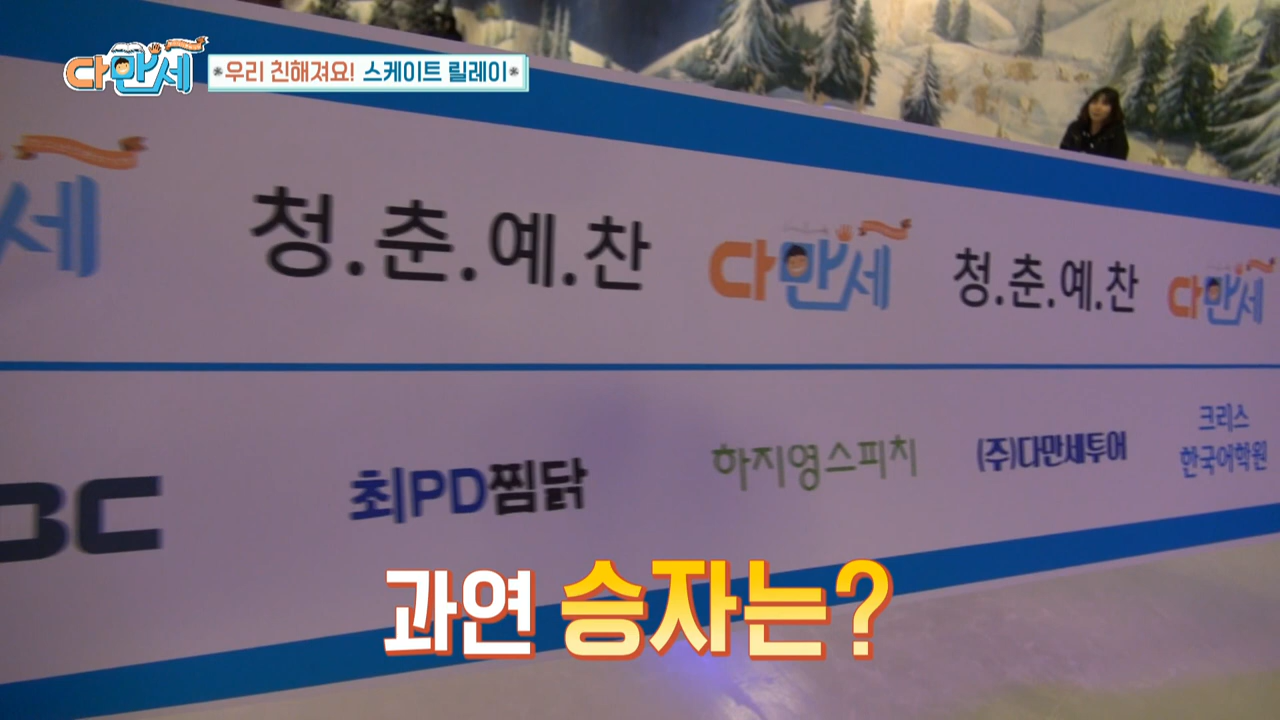 다만세
우리 친해져요! 스케이트 릴레이
세
청.춘.예.찬
다만세
청.춘.예.찬
다만세
BC
최PD찜닭
하지영스피치
(주)다만세투어
크리스
한국어학원
과연 승자는?